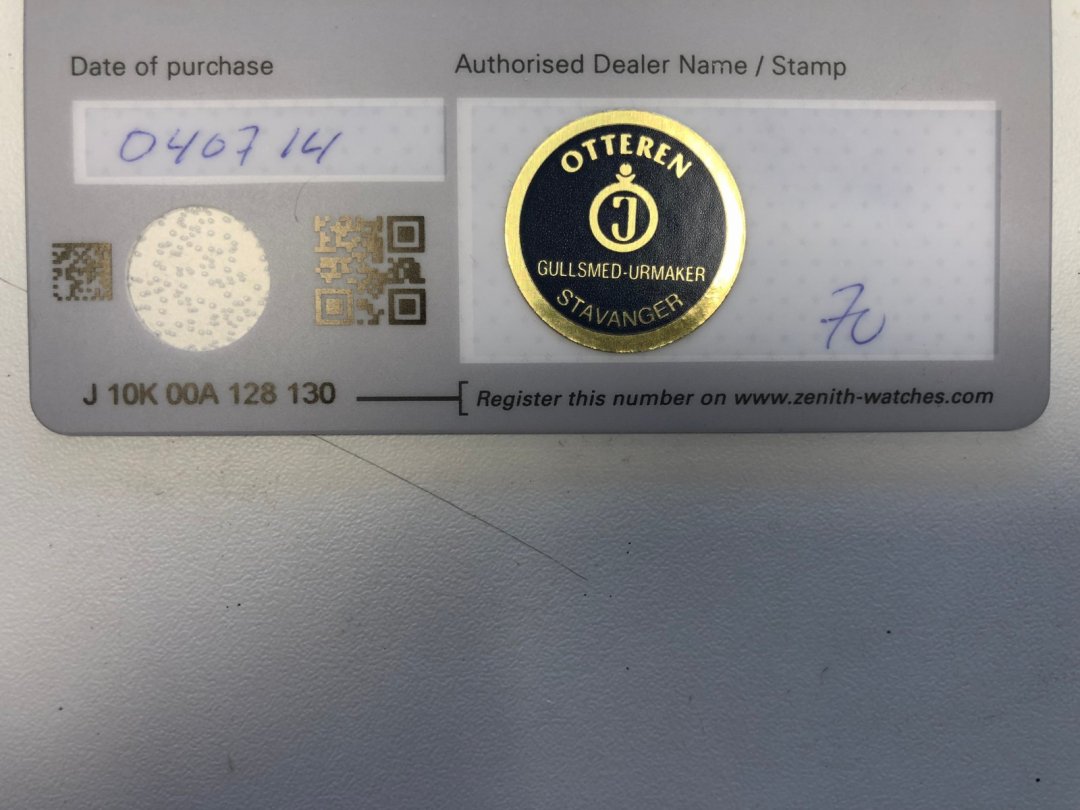 Date of purchase
Authorised Dealer Name / Stamp
040714
OTTEREN
J
GULLSMED-URMAKER
STAVANGER
J 10K 00A 128 130
Register this number on www.zenith-watches.com